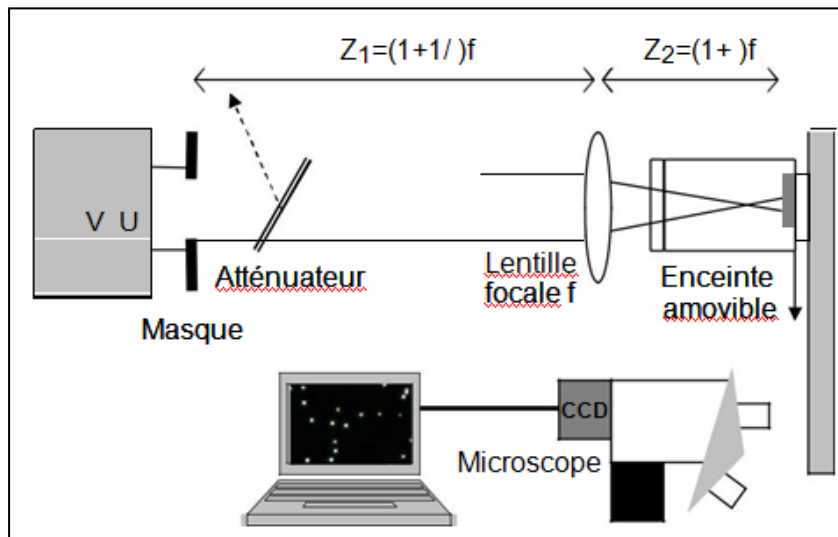 Z1=(1+1/ )f
Z2=(1+ )f
V U
Atténuateur
Lentille
focale f
Enceinte
amovible
Masque
CCD
Microscope